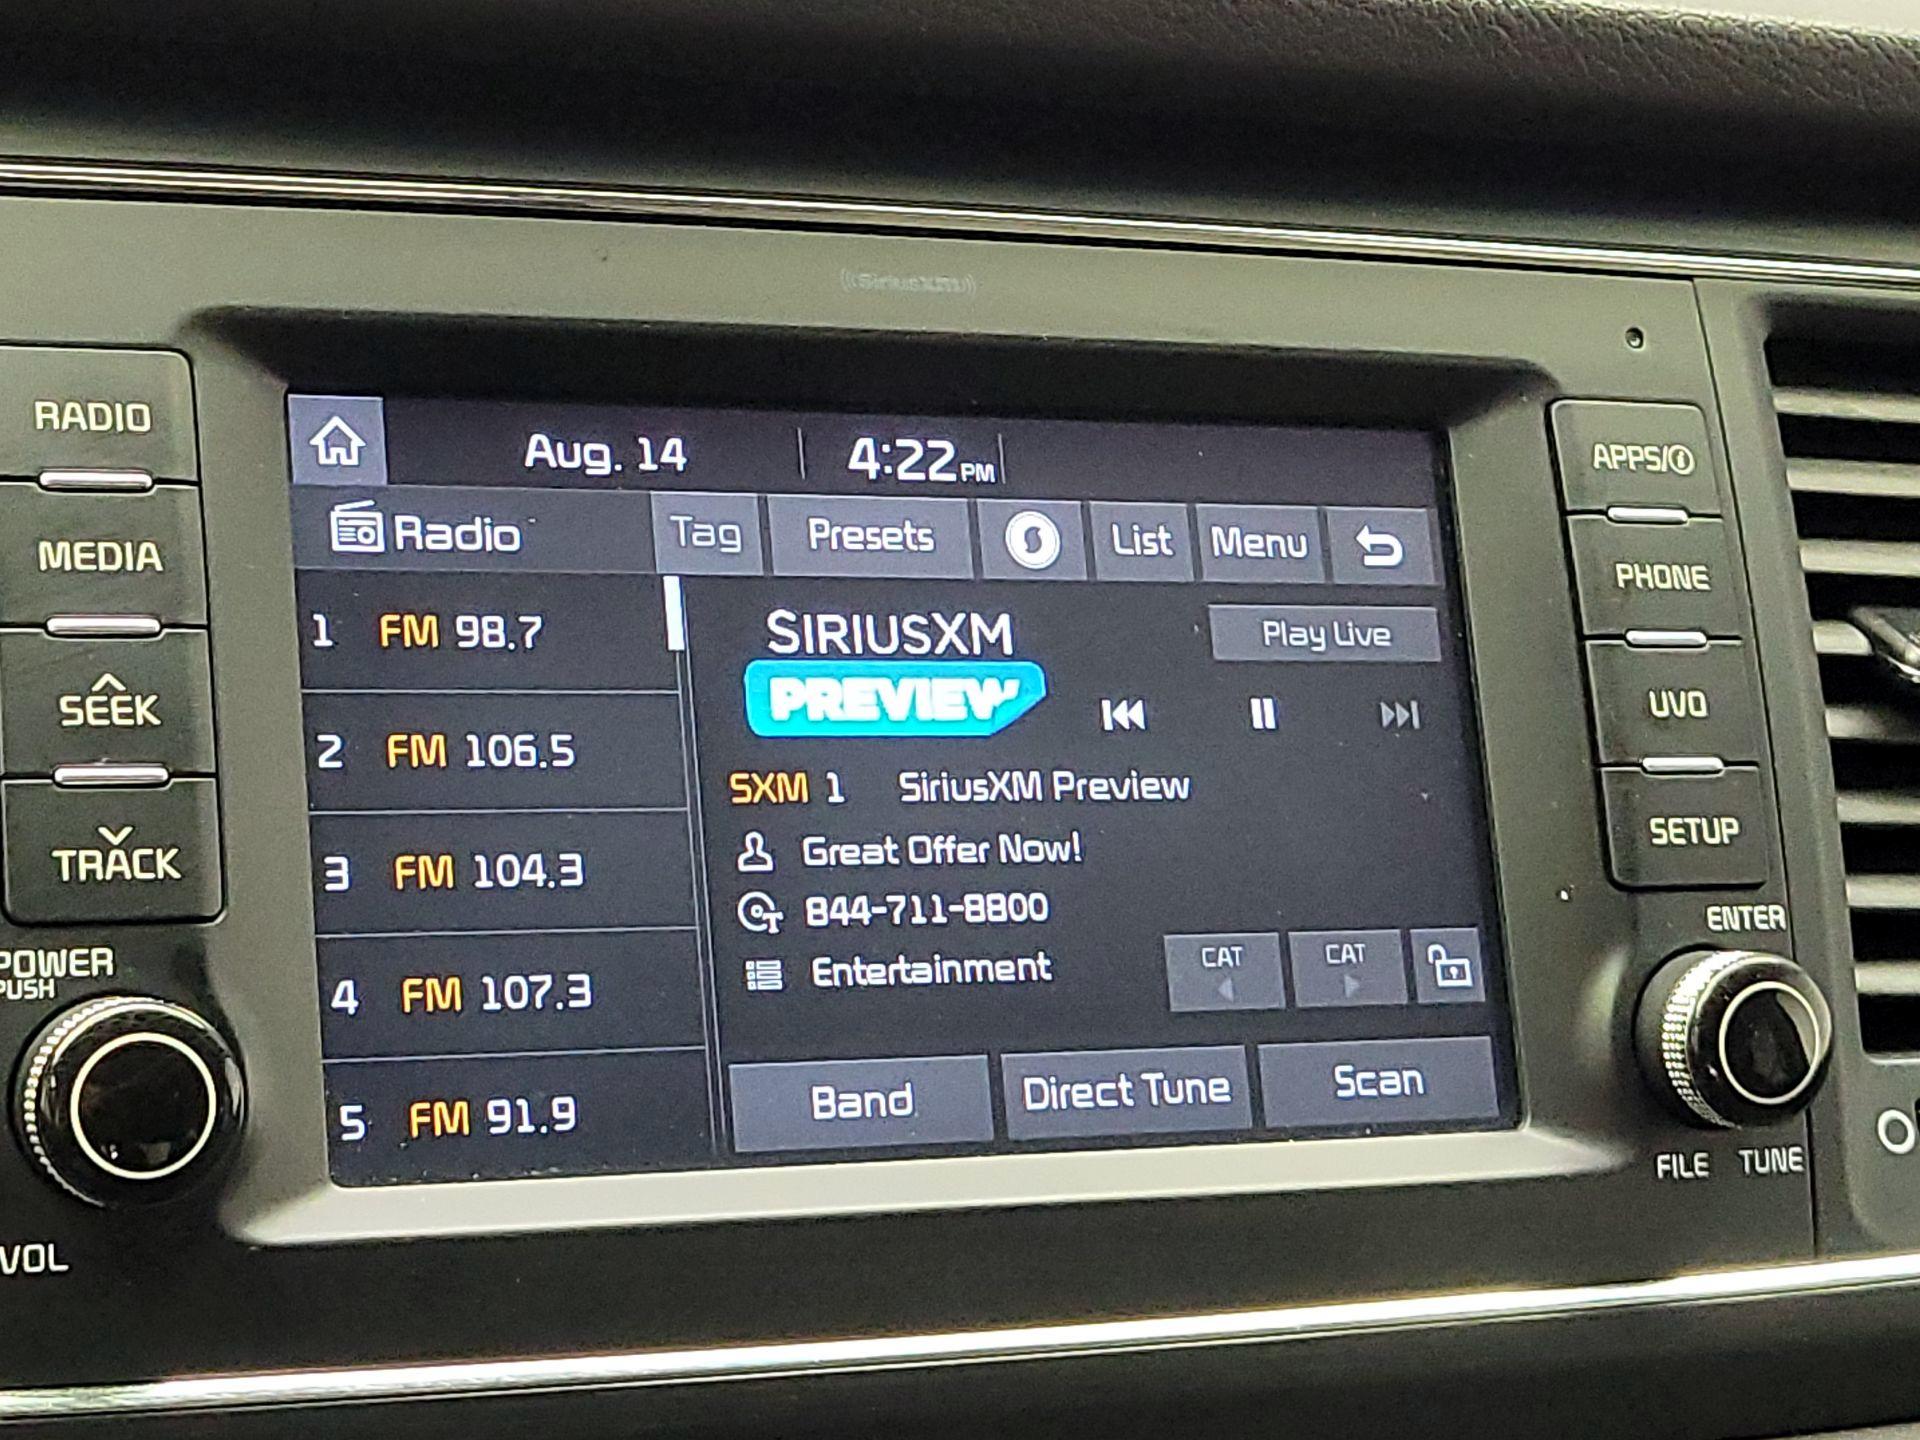 ((SiriusXM))
RADIO
MEDIA
SEEK
TRACK
POWER
PUSH
VOL
Aug. 14 4:22 PM
Radio Tag Presets List Menu
1 FM 98.7
2 FM 106.5
3 FM 104.3
4 FM 107.3
5 FM 91.9
SIRIUSXM Play Live
PREVIEW
SXM 1 SiriusXM Preview
Great Offer Now!
844-711-8800
Entertainment CAT CAT
Band Direct Tune Scan
APPS/
PHONE
UVO
SETUP
ENTER
FILE TUNE